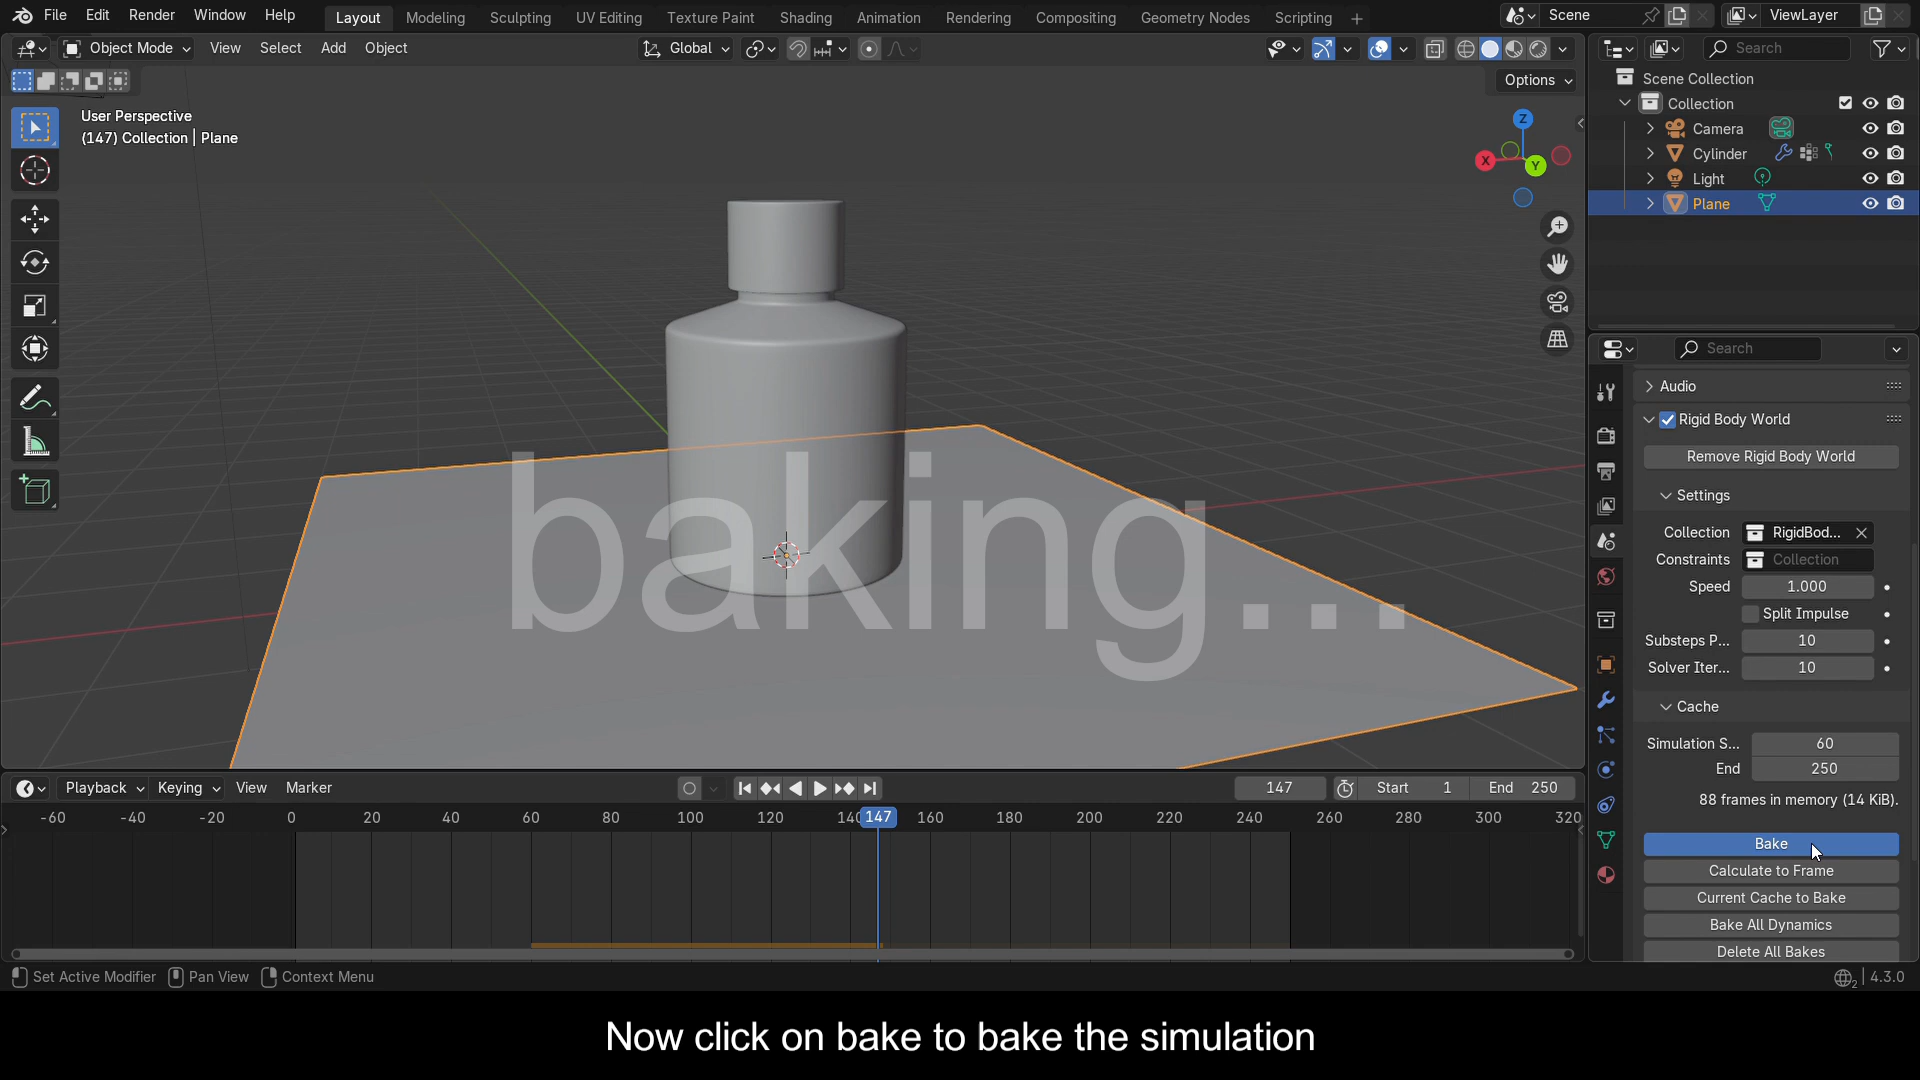 File Edit Render Window Help Layout Modeling Sculpting UV Editing Texture Paint Shading Animation Rendering Compositing Geometry Nodes Scripting + Scene ViewLayer
Object Mode View Select Add Object Global Search
Options
User Perspective
(147) Collection | Plane
Z
X
Y
Scene Collection
Collection
Camera
Cylinder
Light
Plane
Search
Audio
Rigid Body World
Remove Rigid Body World
Settings
Collection RigidBod...
Constraints Collection
Speed 1.000
Split Impulse
Substeps P... 10
Solver Iter... 10
Cache
Simulation S... 60
End 250
88 frames in memory (14 KiB).
Bake
Calculate to Frame
Current Cache to Bake
Bake All Dynamics
Delete All Bakes
baking...
Playback Keying View Marker 147 Start 1 End 250
-60 -40 -20 0 20 40 60 80 100 120 140 147 160 180 200 220 240 260 280 300 320
Set Active Modifier Pan View Context Menu 2 4.3.0
Now click on bake to bake the simulation